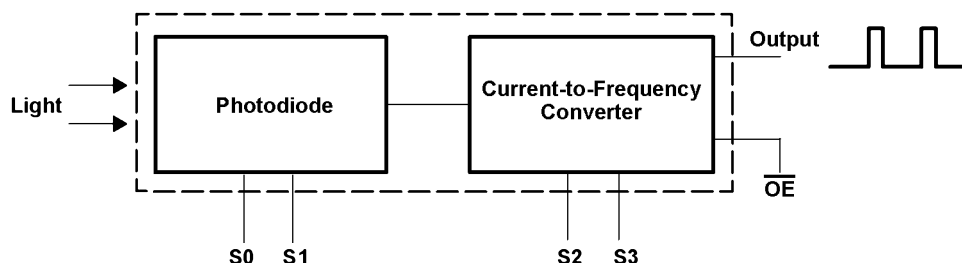 Light
Photodiode
Current-to-Frequency
Converter
Output
OE
S0
S1
S2
S3